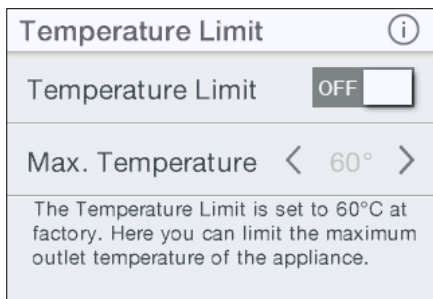 Temperature Limit i
Temperature Limit OFF
Max. Temperature < 60° >
The Temperature Limit is set to 60°C at
factory. Here you can limit the maximum
outlet temperature of the appliance.